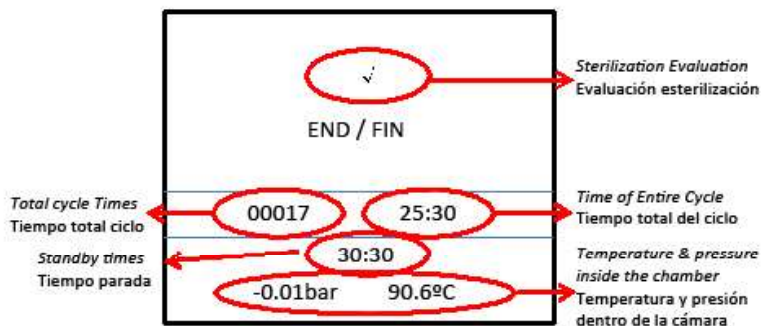 √
Sterilization Evaluation
Evaluación esterilización
END / FIN
Total cycle Times
Tiempo total ciclo
00017
25:30
Time of Entire Cycle
Tiempo total del ciclo
Standby times
Tiempo parada
30:30
-0.01bar 90.6ºC
Temperature & pressure
inside the chamber
Temperatura y presión
dentro de la cámara